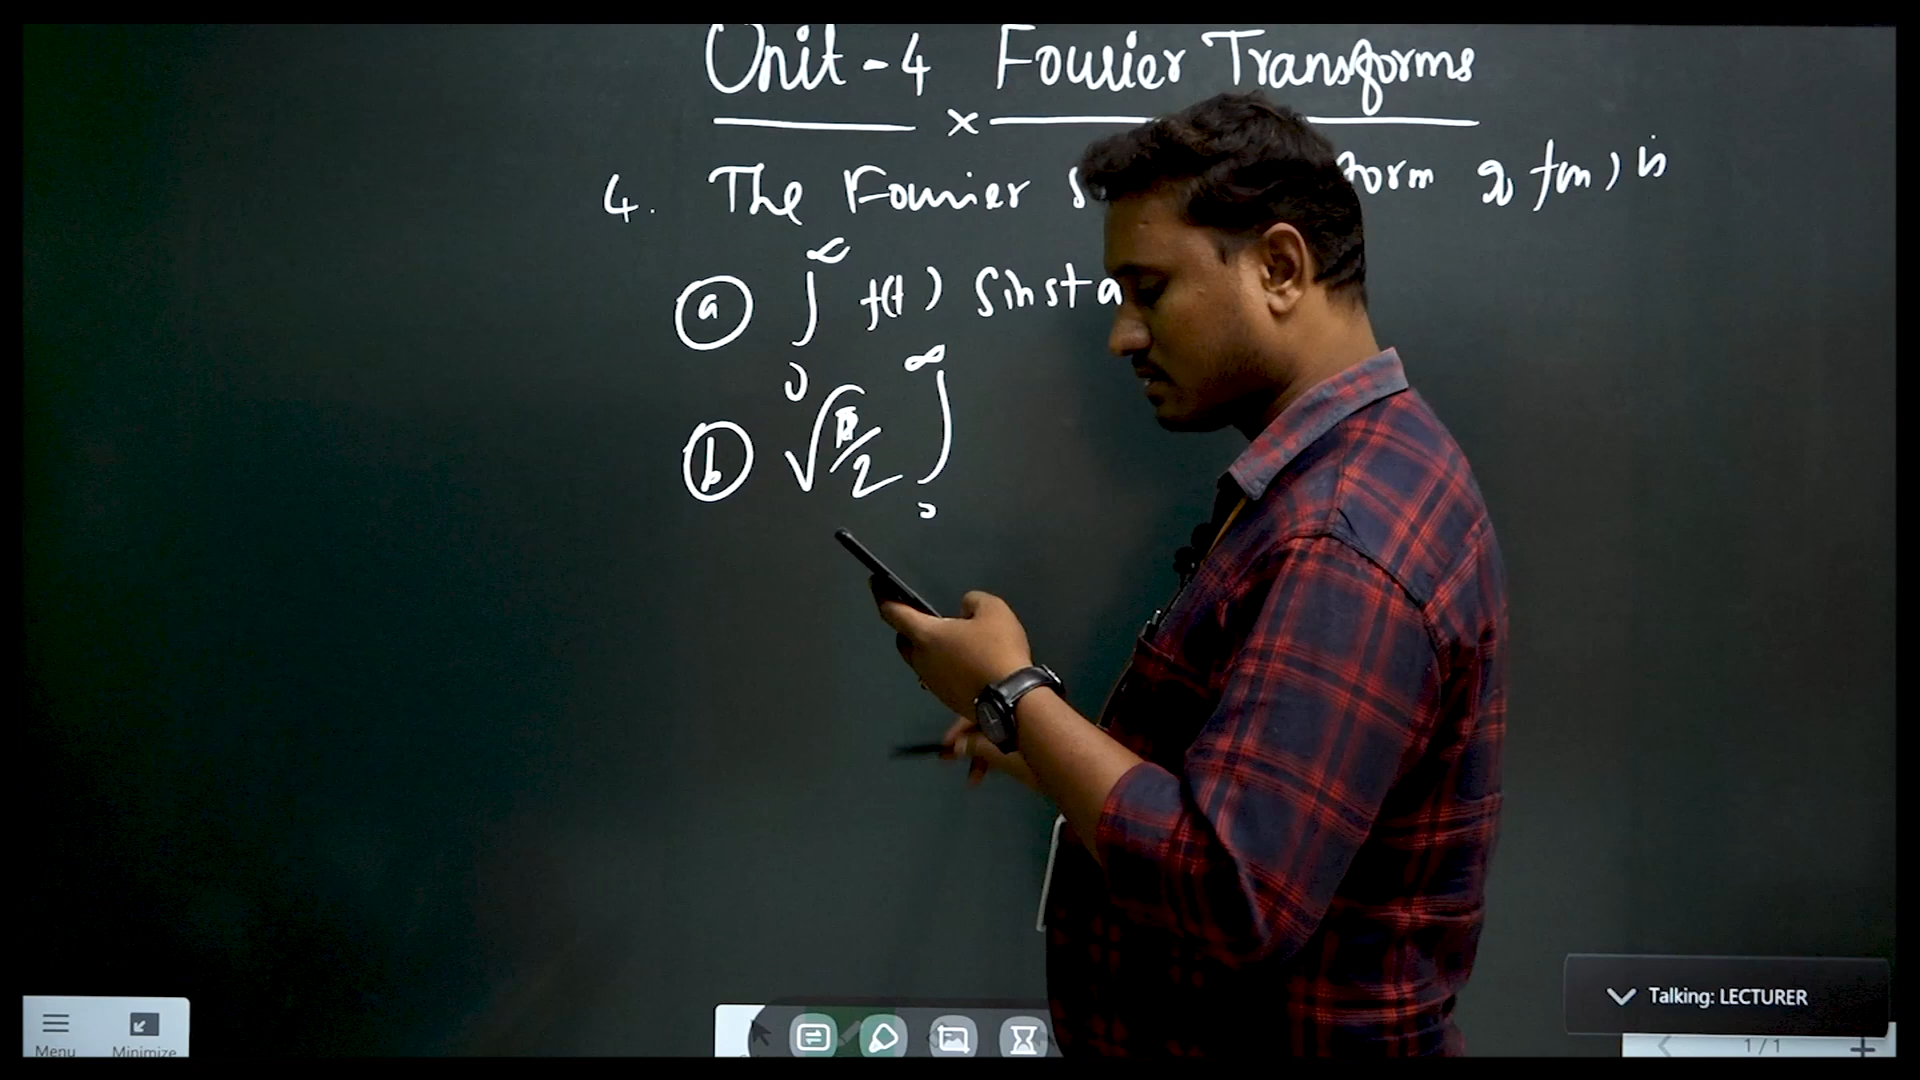 Unit-4 Fourier Transforms
×
4. The Fourier s form of f(x) is
(a) ∫₀^∞ f(t) Sin st d
(b) √π/2 ∫₀^∞
Menu Minimize
Talking: LECTURER
1 / 1